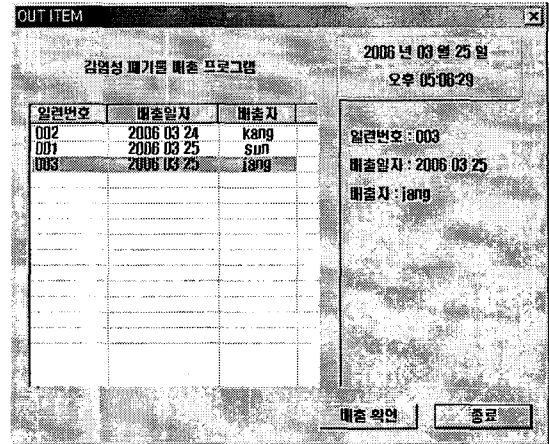 OUT ITEM
2006 년 03 월 25 일
오후 05:06:29
감염성 폐기물 배출 프로그램
일련번호 배출일자 배출자
002 2006 03 24 kang
001 2006 03 25 sun
003 2006 03 25 jang
일련번호 : 003
배출일자 : 2006 03 25
배출자 : jang
배출 확인 종료